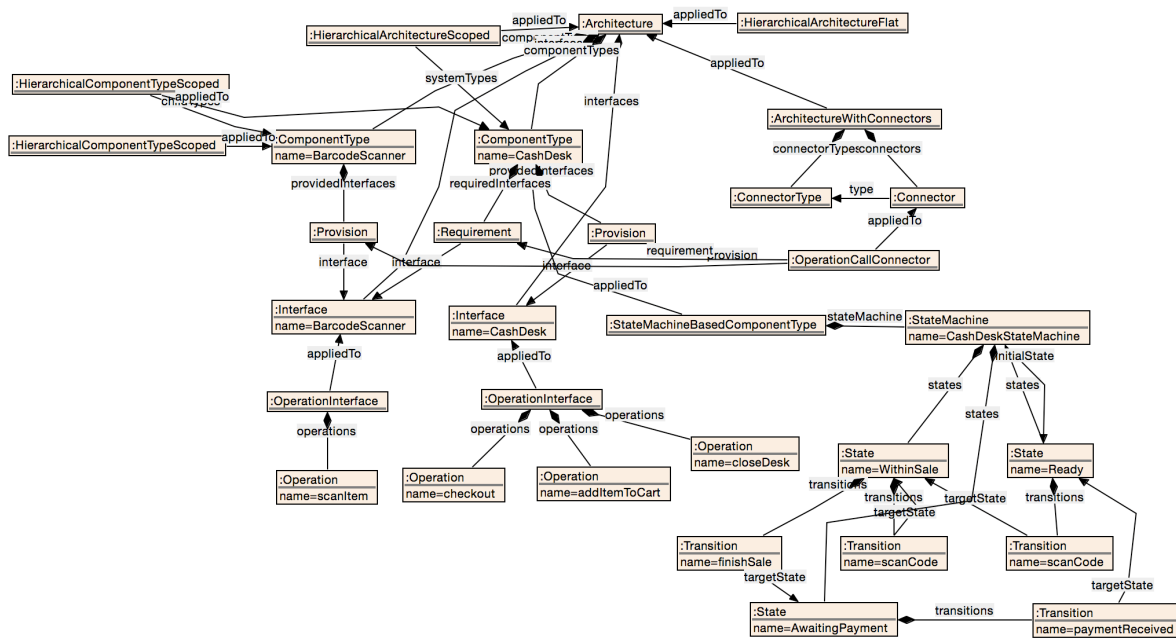 appliedTo
:Architecture
appliedTo
:HierarchicalArchitectureFlat
:HierarchicalArchitectureScoped
componentTypes
appliedTo
systemTypes
:HierarchicalComponentTypeScoped
appliedTo
interfaces
:ArchitectureWithConnectors
:HierarchicalComponentTypeScoped
appliedTo
:ComponentType
name=BarcodeScanner
:ComponentType
name=CashDesk
connectorTypes
connectors
providedInterfaces
requiredInterfaces
providedInterfaces
:ConnectorType
type
:Connector
appliedTo
:Provision
:Requirement
:Provision
requirement
provision
:OperationCallConnector
interface
interface
appliedTo
:Interface
name=BarcodeScanner
:Interface
name=CashDesk
:StateMachineBasedComponentType
stateMachine
:StateMachine
name=CashDeskStateMachine
appliedTo
appliedTo
initialState
states
states
states
:OperationInterface
:OperationInterface
operations
operations
operations
operations
:Operation
name=scanItem
:Operation
name=checkout
:Operation
name=addItemToCart
:Operation
name=closeDesk
:State
name=WithinSale
:State
name=Ready
transitions
transitions
targetState
targetState
transitions
:Transition
name=finishSale
:Transition
name=scanCode
:Transition
name=scanCode
targetState
targetState
:State
name=AwaitingPayment
transitions
:Transition
name=paymentReceived